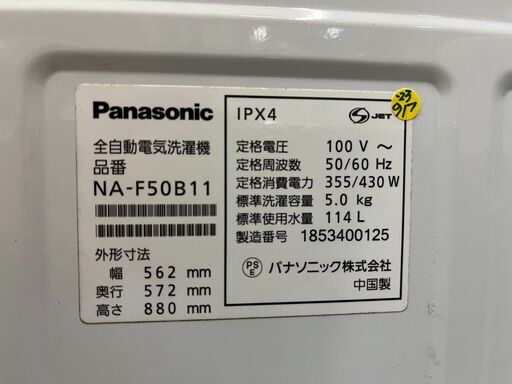 Panasonic
全自動電気洗濯機
品番
NA-F50B11
外形寸法
幅 562 mm
奥行 572 mm
高さ 880 mm
IPX4
S JET
定格電圧 100 V ～
定格周波数 50/60 Hz
定格消費電力 355/430 W
標準洗濯容量 5.0 kg
標準使用水量 114 L
製造番号 1853400125
PS E パナソニック株式会社
中国製